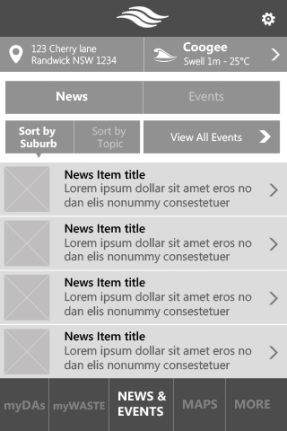 123 Cherry lane
Randwick NSW 1234
Coogee
Swell 1m - 25°C
News
Events
Sort by
Suburb
Sort by
Topic
View All Events
News Item title
Lorem ipsum dollar sit amet eros no
dan elis nonummy consestetuer
News Item title
Lorem ipsum dollar sit amet eros no
dan elis nonummy consestetuer
News Item title
Lorem ipsum dollar sit amet eros no
dan elis nonummy consestetuer
News Item title
Lorem ipsum dollar sit amet eros no
dan elis nonummy consestetuer
myDAs
myWASTE
NEWS &
EVENTS
MAPS
MORE